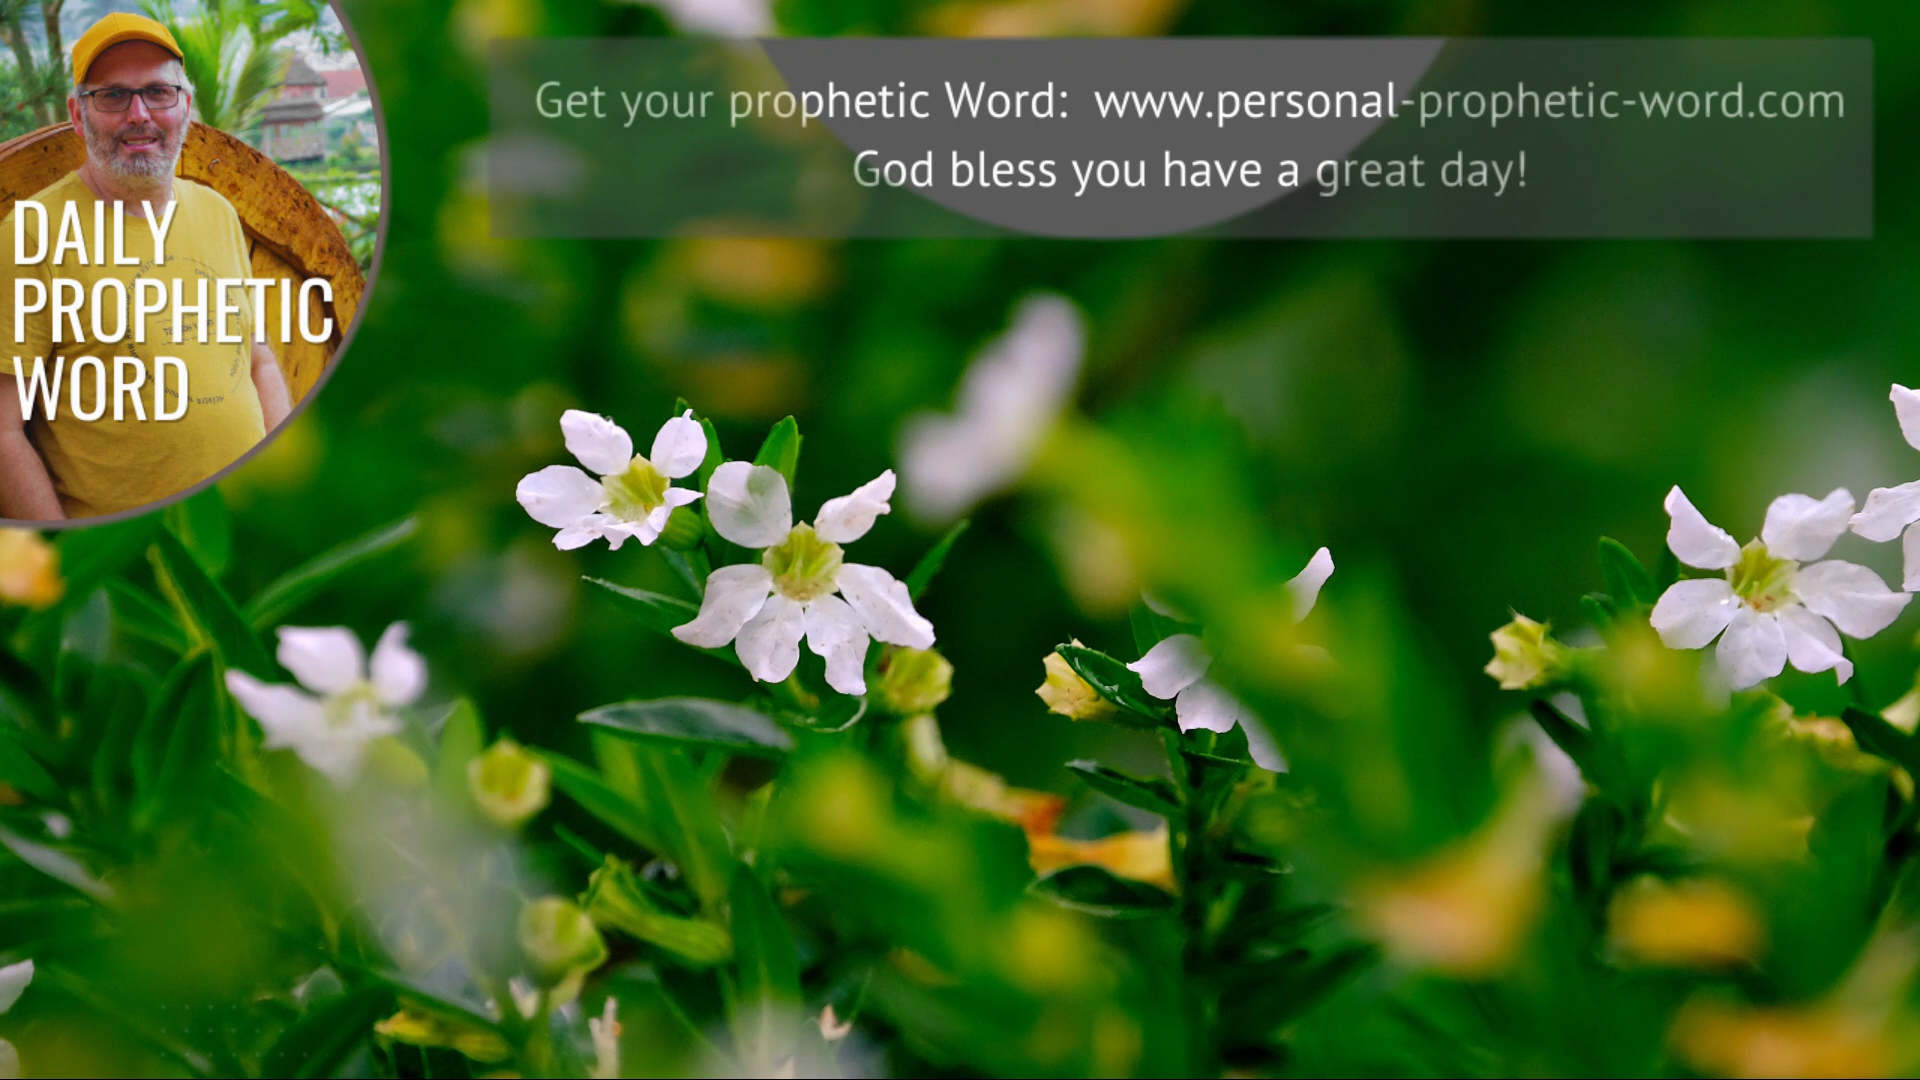 Get your prophetic Word:  www.personal-prophetic-word.com
God bless you have a great day!
DAILY
PROPHETIC
WORD